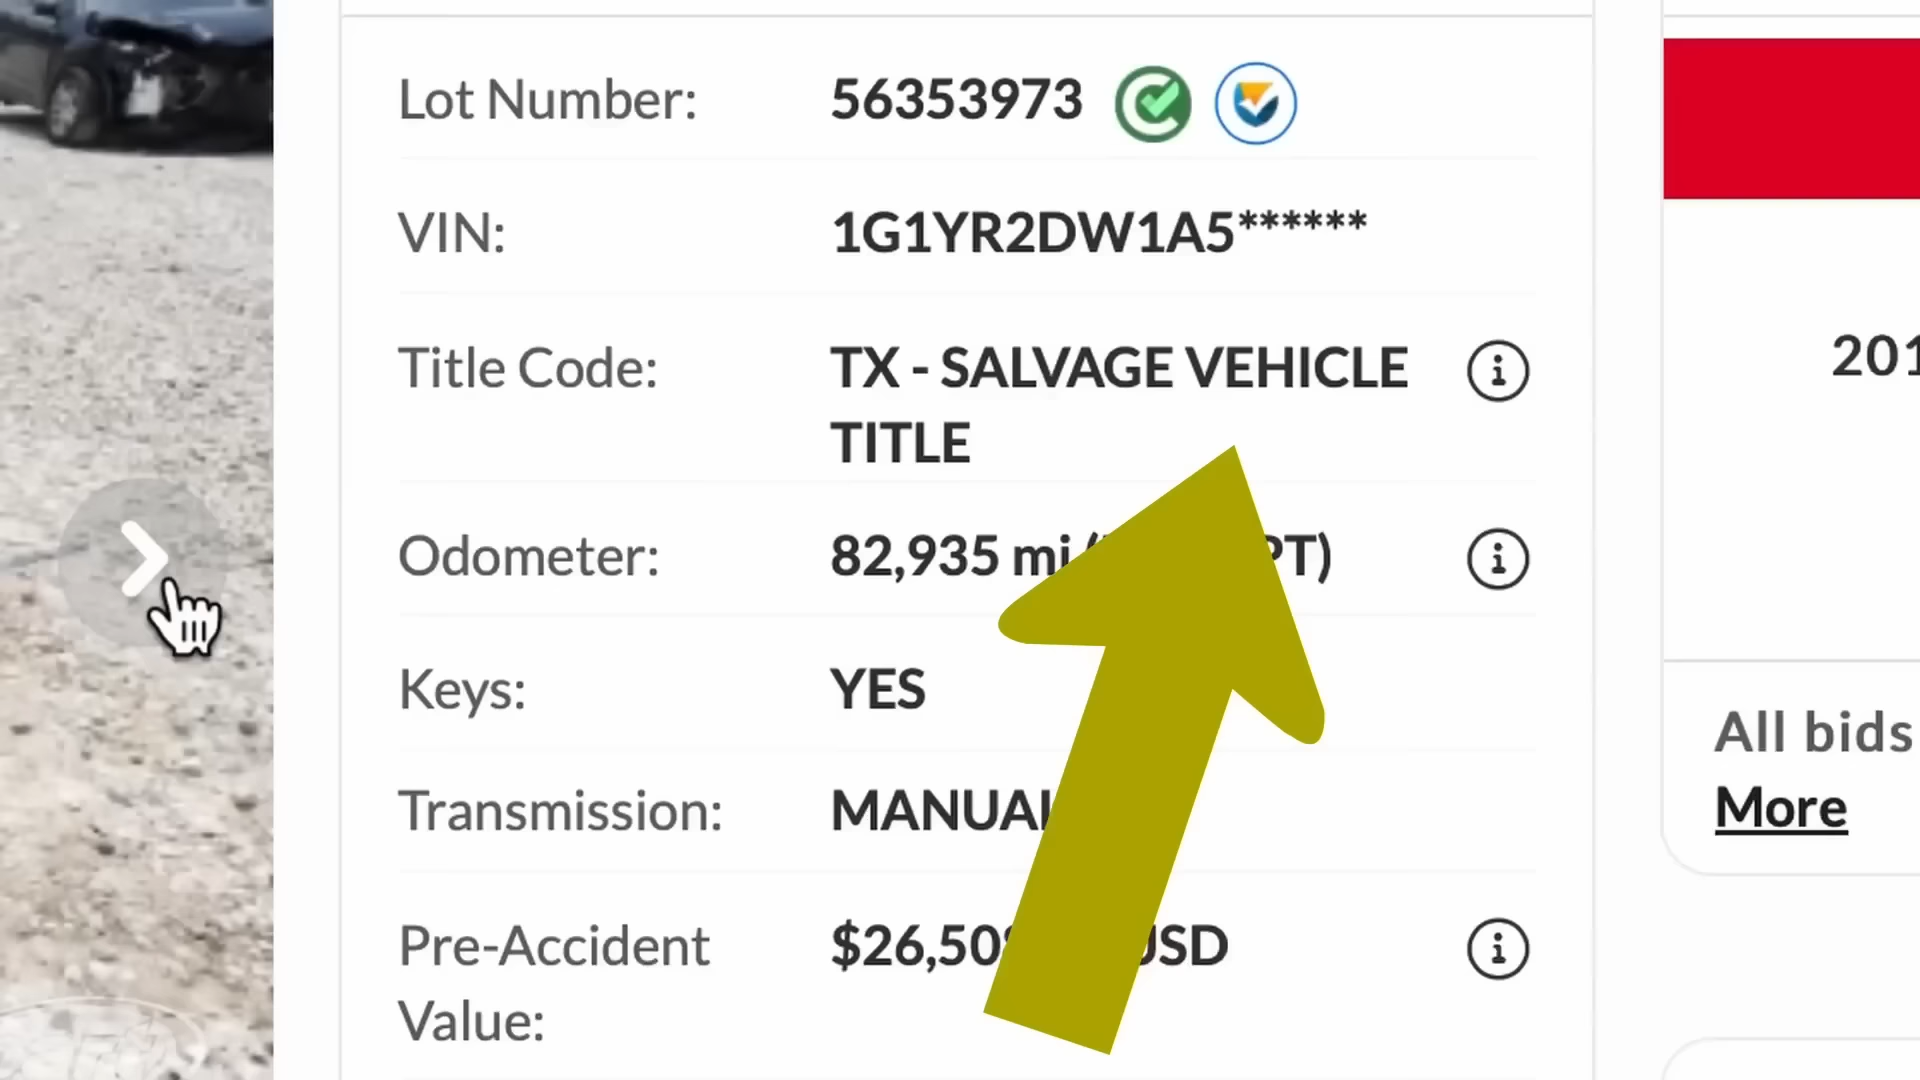 Lot Number: 56353973
VIN: 1G1YR2DW1A5******
Title Code: TX - SALVAGE VEHICLE
TITLE
Odometer: 82,935 mi
Keys: YES
Transmission:
Pre-Accident USD
Value:
All bids
More